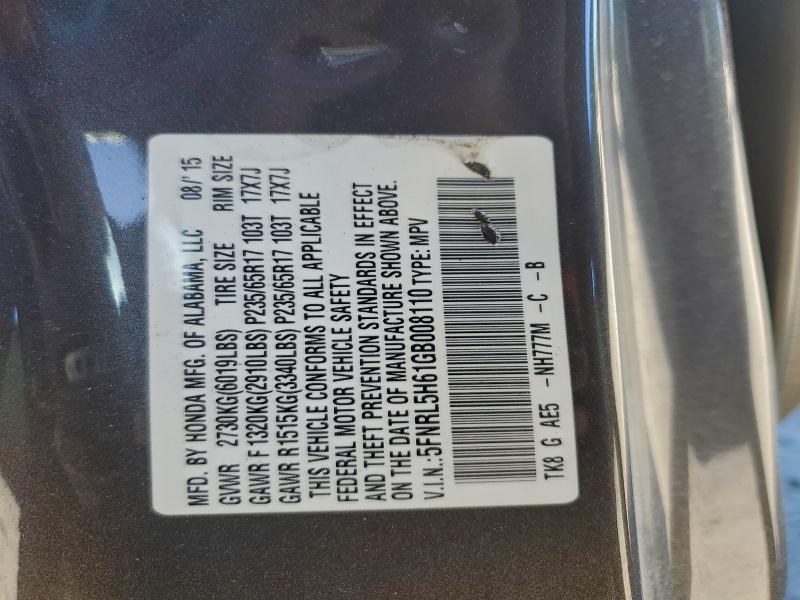 MFD. BY HONDA MFG. OF ALABAMA, LLC 08/' 15
GVWR 2730KG(6019LBS) TIRE SIZE RIM SIZE
GAWR F 1320KG(2910LBS) P235/65R17 103T 17X7J
GAWR R1515KG(3340LBS) P235/65R17 103T 17X7J
THIS VEHICLE CONFORMS TO ALL APPLICABLE
FEDERAL MOTOR VEHICLE SAFETY
AND THEFT PREVENTION STANDARDS IN EFFECT
ON THE DATE OF MANUFACTURE SHOWN ABOVE.
V.I.N.:5FNRL5H61GB008110 TYPE: MPV
TK8 G AE5 -NH777M -C -B